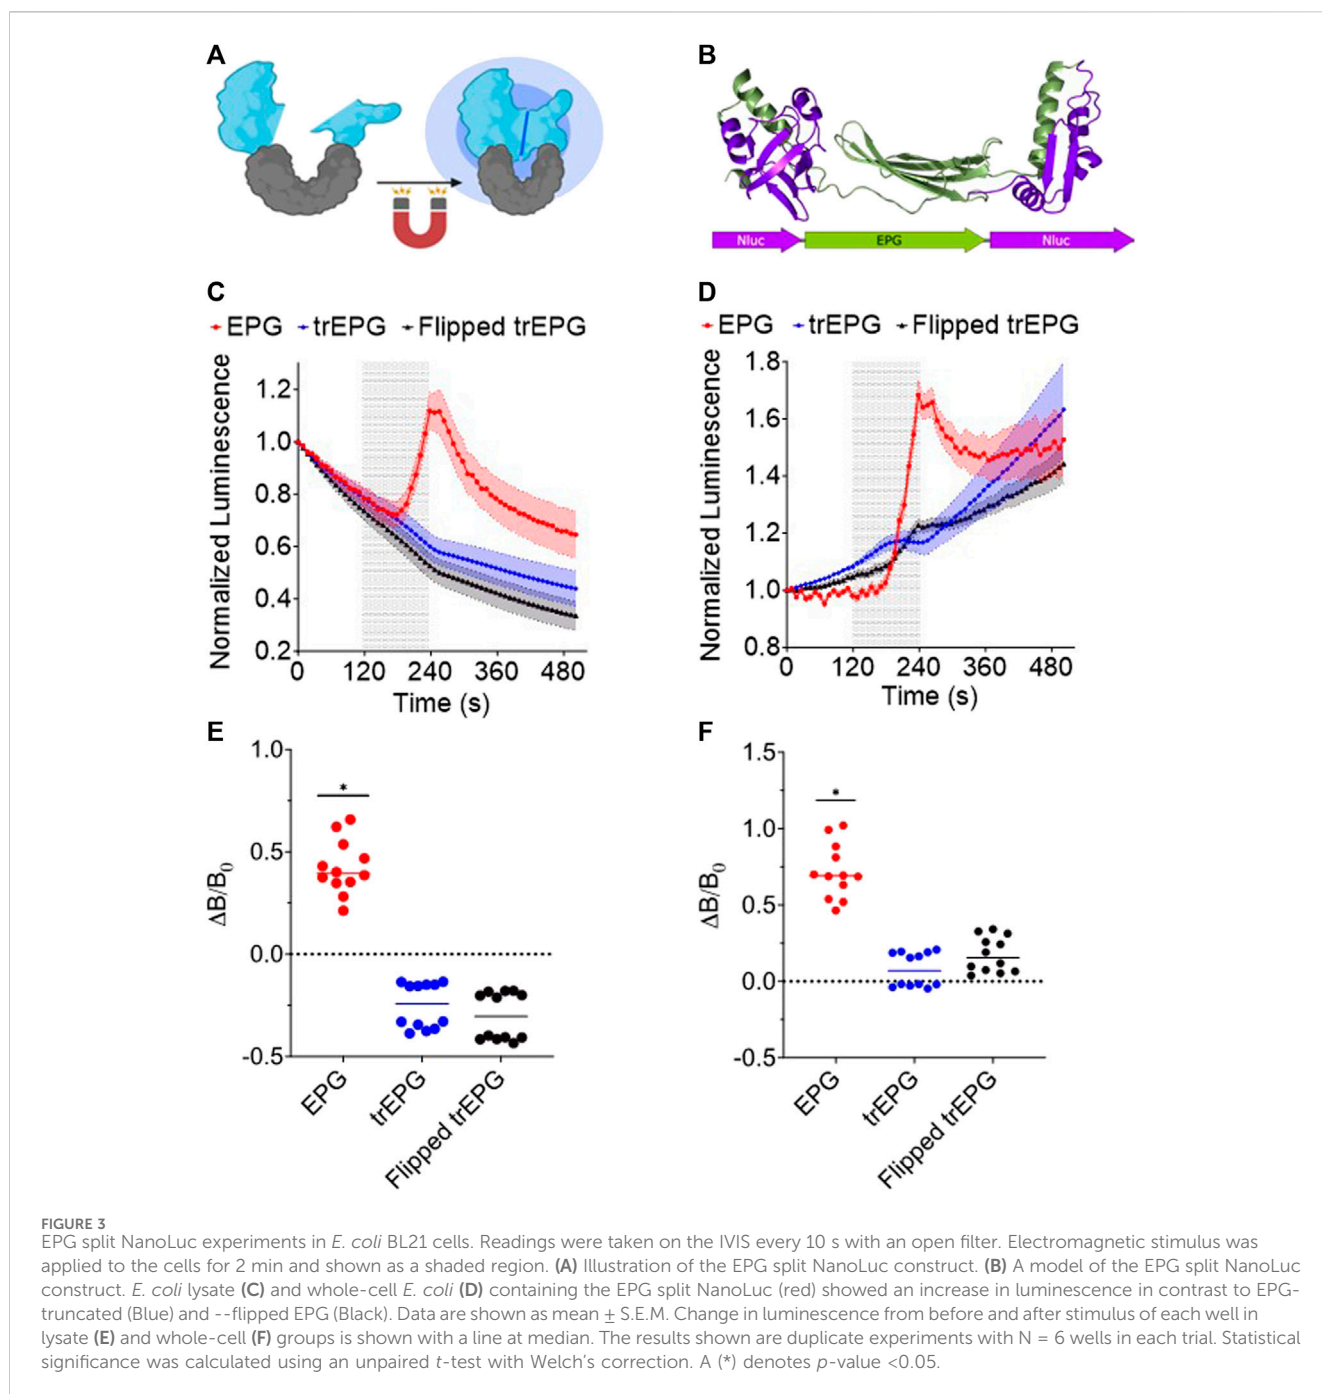 A
B
Nluc
EPG
Nluc
C
EPG trEPG Flipped trEPG
Normalized Luminescence
1.2
1.0
0.8
0.6
0.4
0.2
0 120 240 360 480
Time (s)
D
EPG trEPG Flipped trEPG
Normalized Luminescence
1.8
1.6
1.4
1.2
1.0
0.8
0 120 240 360 480
Time (s)
E
ΔB/B0
1.0
0.5
0.0
-0.5
*
EPG
trEPG
Flipped trEPG
F
ΔB/B0
1.5
1.0
0.5
0.0
-0.5
*
EPG
trEPG
Flipped trEPG
FIGURE 3
EPG split NanoLuc experiments in E. coli BL21 cells. Readings were taken on the IVIS every 10 s with an open filter. Electromagnetic stimulus was
applied to the cells for 2 min and shown as a shaded region. (A) Illustration of the EPG split NanoLuc construct. (B) A model of the EPG split NanoLuc
construct. E. coli lysate (C) and whole-cell E. coli (D) containing the EPG split NanoLuc (red) showed an increase in luminescence in contrast to EPG-
truncated (Blue) and --flipped EPG (Black). Data are shown as mean ± S.E.M. Change in luminescence from before and after stimulus of each well in
lysate (E) and whole-cell (F) groups is shown with a line at median. The results shown are duplicate experiments with N = 6 wells in each trial. Statistical
significance was calculated using an unpaired t-test with Welch's correction. A (*) denotes p-value <0.05.